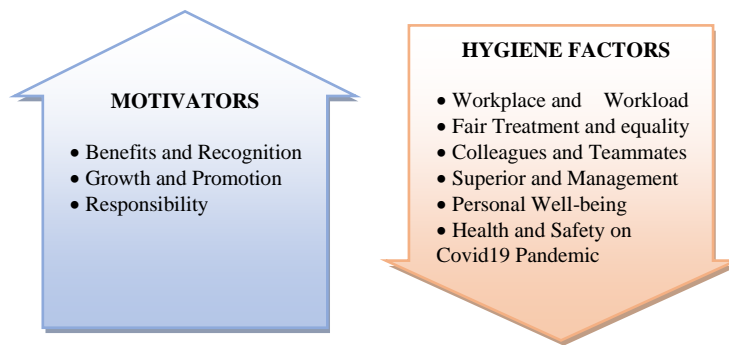 MOTIVATORS
• Benefits and Recognition
• Growth and Promotion
• Responsibility
HYGIENE FACTORS
• Workplace and Workload
• Fair Treatment and equality
• Colleagues and Teammates
• Superior and Management
• Personal Well-being
• Health and Safety on
Covid19 Pandemic